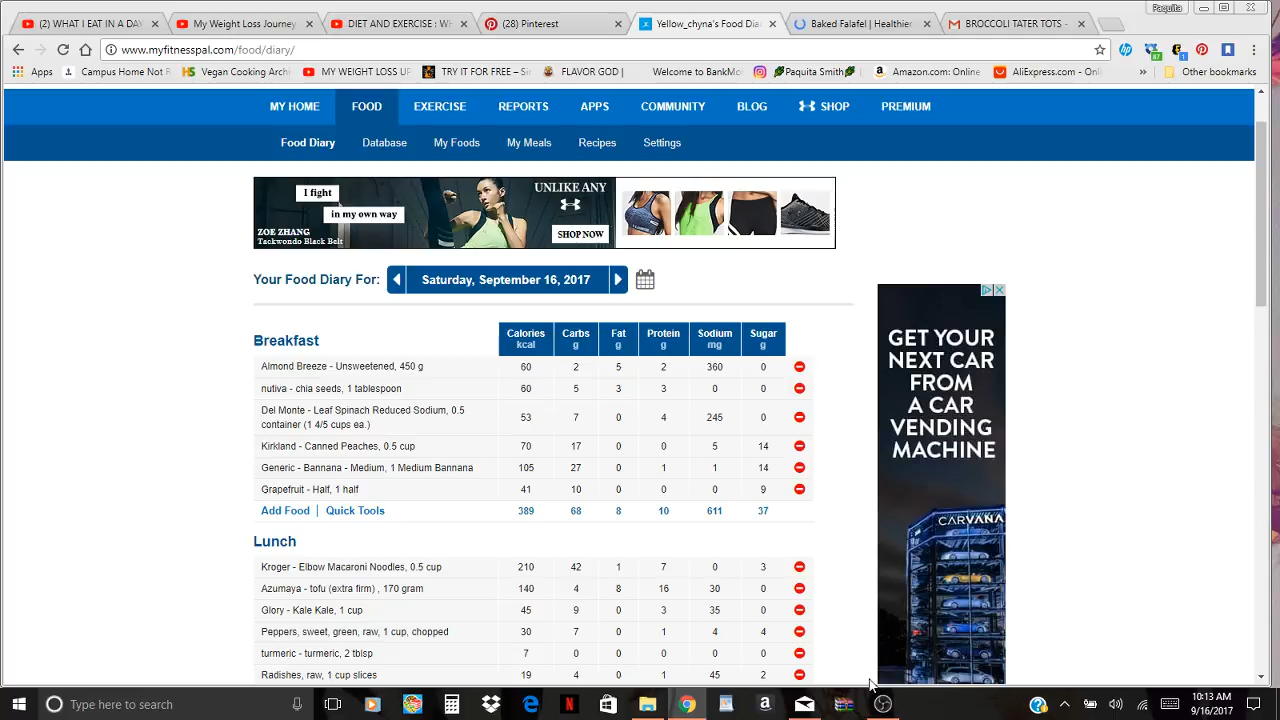 Paquita
(2) WHAT I EAT IN A DAY
My Weight Loss Journey
DIET AND EXERCISE : WH
(28) Pinterest
Yellow_chyna's Food Dia
Baked Falafel | Healthier
BROCCOLI TATER TOTS -
www.myfitnesspal.com/food/diary/
Apps
Campus Home Not R
Vegan Cooking Archi
MY WEIGHT LOSS UP
TRY IT FOR FREE – Sin
FLAVOR GOD |
Welcome to BankMo
Paquita Smith
Amazon.com: Online
AliExpress.com - Onli
»
Other bookmarks
MY HOME
FOOD
EXERCISE
REPORTS
APPS
COMMUNITY
BLOG
SHOP
PREMIUM
Food Diary
Database
My Foods
My Meals
Recipes
Settings
I fight
in my own way
ZOE ZHANG
Taekwondo Black Belt
UNLIKE ANY
SHOP NOW
Your Food Diary For:
Saturday, September 16, 2017
Breakfast
Calories kcal Carbs g Fat g Protein g Sodium mg Sugar g
Almond Breeze - Unsweetened, 450 g 60 2 5 2 360 0
nutiva - chia seeds, 1 tablespoon 60 5 3 3 0 0
Del Monte - Leaf Spinach Reduced Sodium, 0.5
container (1 4/5 cups ea.) 53 7 0 4 245 0
Kirkland - Canned Peaches, 0.5 cup 70 17 0 0 5 14
Generic - Bannana - Medium, 1 Medium Bannana 105 27 0 1 1 14
Grapefruit - Half, 1 half 41 10 0 0 0 9
Add Food | Quick Tools 389 68 8 10 611 37
Lunch
Kroger - Elbow Macaroni Noodles, 0.5 cup 210 42 1 7 0 3
Azumaya - tofu (extra firm) , 170 gram 140 4 8 16 30 0
Glory - Kale Kale, 1 cup 45 9 0 3 35 0
Peppers, sweet, green, raw, 1 cup, chopped 30 7 0 1 4 4
turmeric - turmeric, 2 tblsp 7 0 0 0 0 0
Radishes, raw, 1 cup slices 19 4 0 1 45 2
GET YOUR
NEXT CAR
FROM
A CAR
VENDING
MACHINE
CARVANA
Type here to search
10:13 AM
9/16/2017